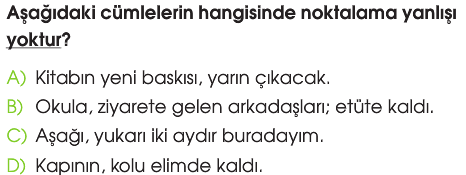 Aşağıdaki cümlelerin hangisinde noktalama yanlışı
yoktur?
A) Kitabın yeni baskısı, yarın çıkacak.
B) Okula, ziyarete gelen arkadaşları; etüte kaldı.
C) Aşağı, yukarı iki aydır buradayım.
D) Kapının, kolu elimde kaldı.